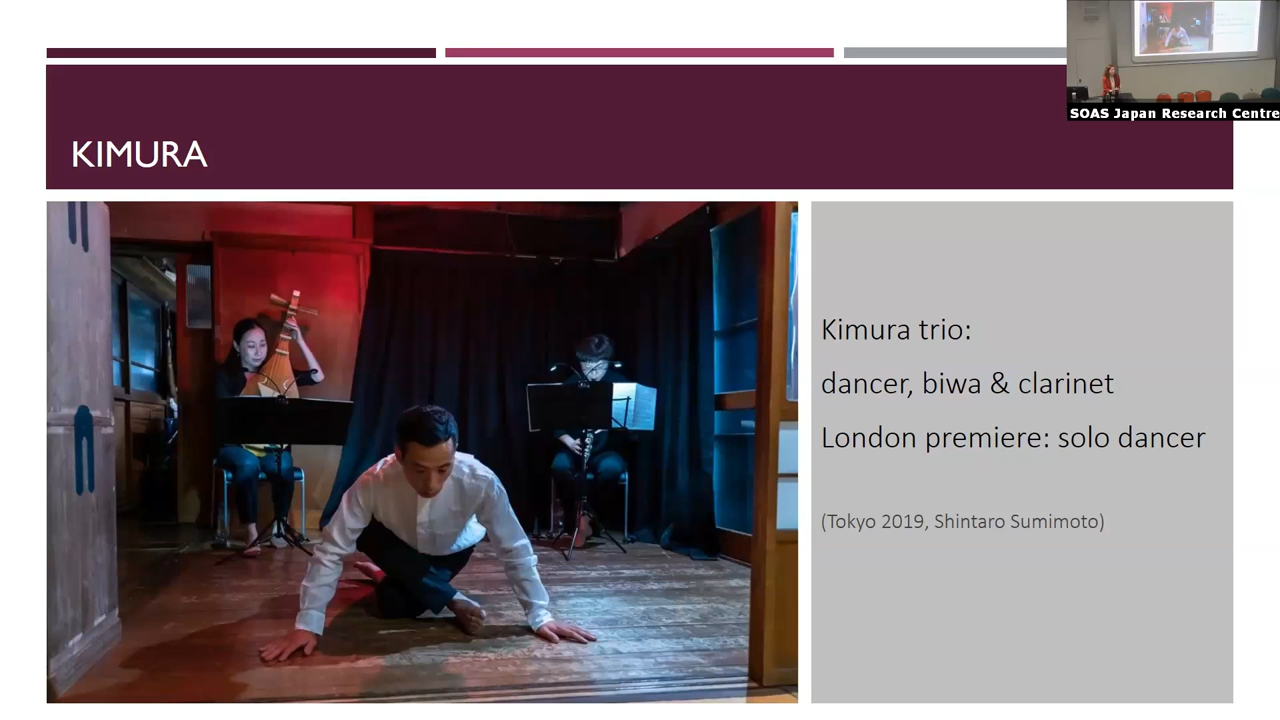 SOAS Japan Research Centre
KIMURA
Kimura trio:
dancer, biwa & clarinet
London premiere: solo dancer
(Tokyo 2019, Shintaro Sumimoto)